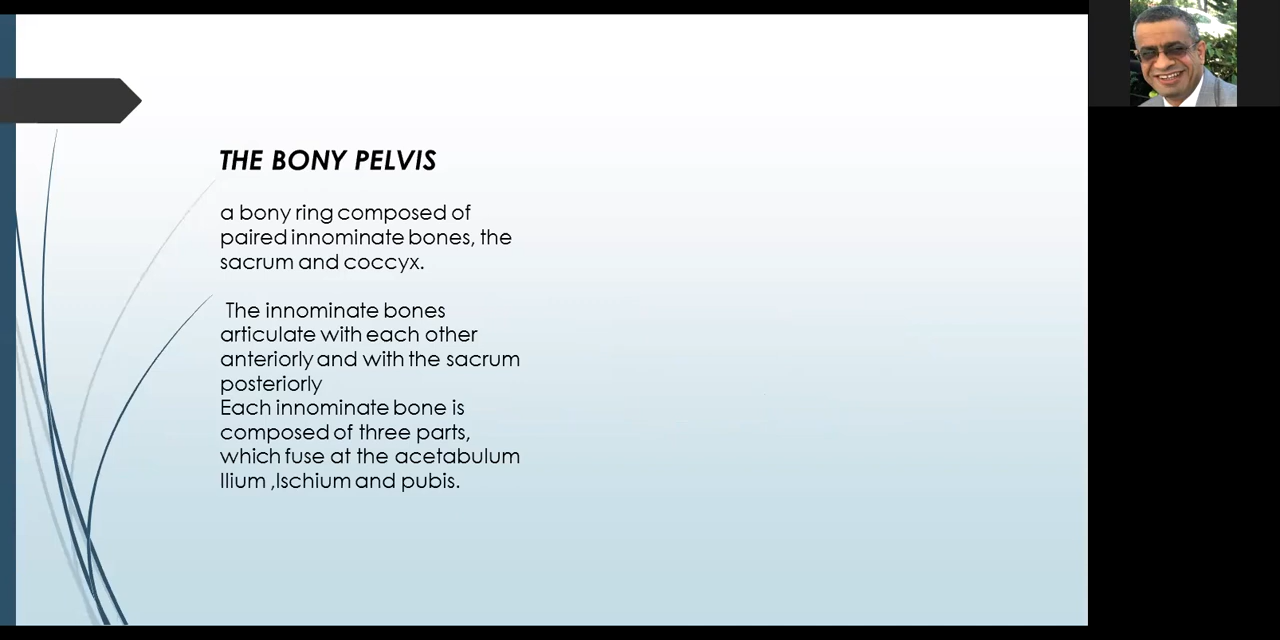 THE BONY PELVIS
a bony ring composed of
paired innominate bones, the
sacrum and coccyx.
The innominate bones
articulate with each other
anteriorly and with the sacrum
posteriorly
Each innominate bone is
composed of three parts,
which fuse at the acetabulum
Ilium ,Ischium and pubis.